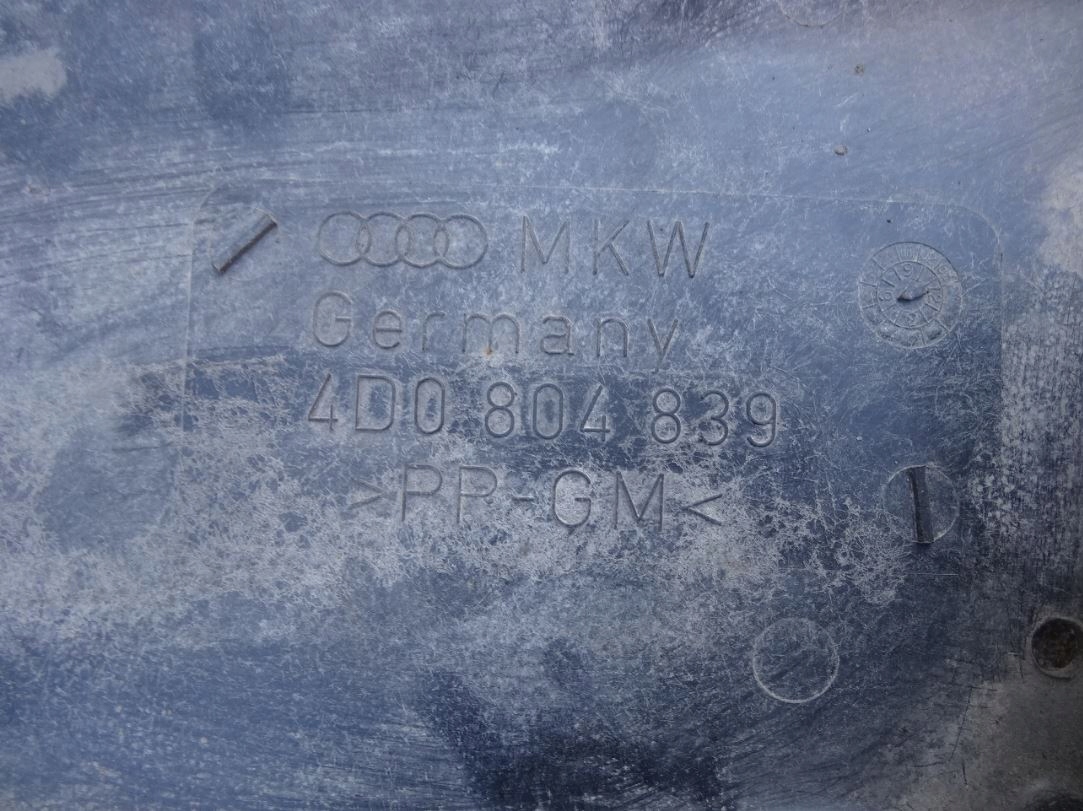 MKW
Germany
4D0 804 839
>PP-GM<